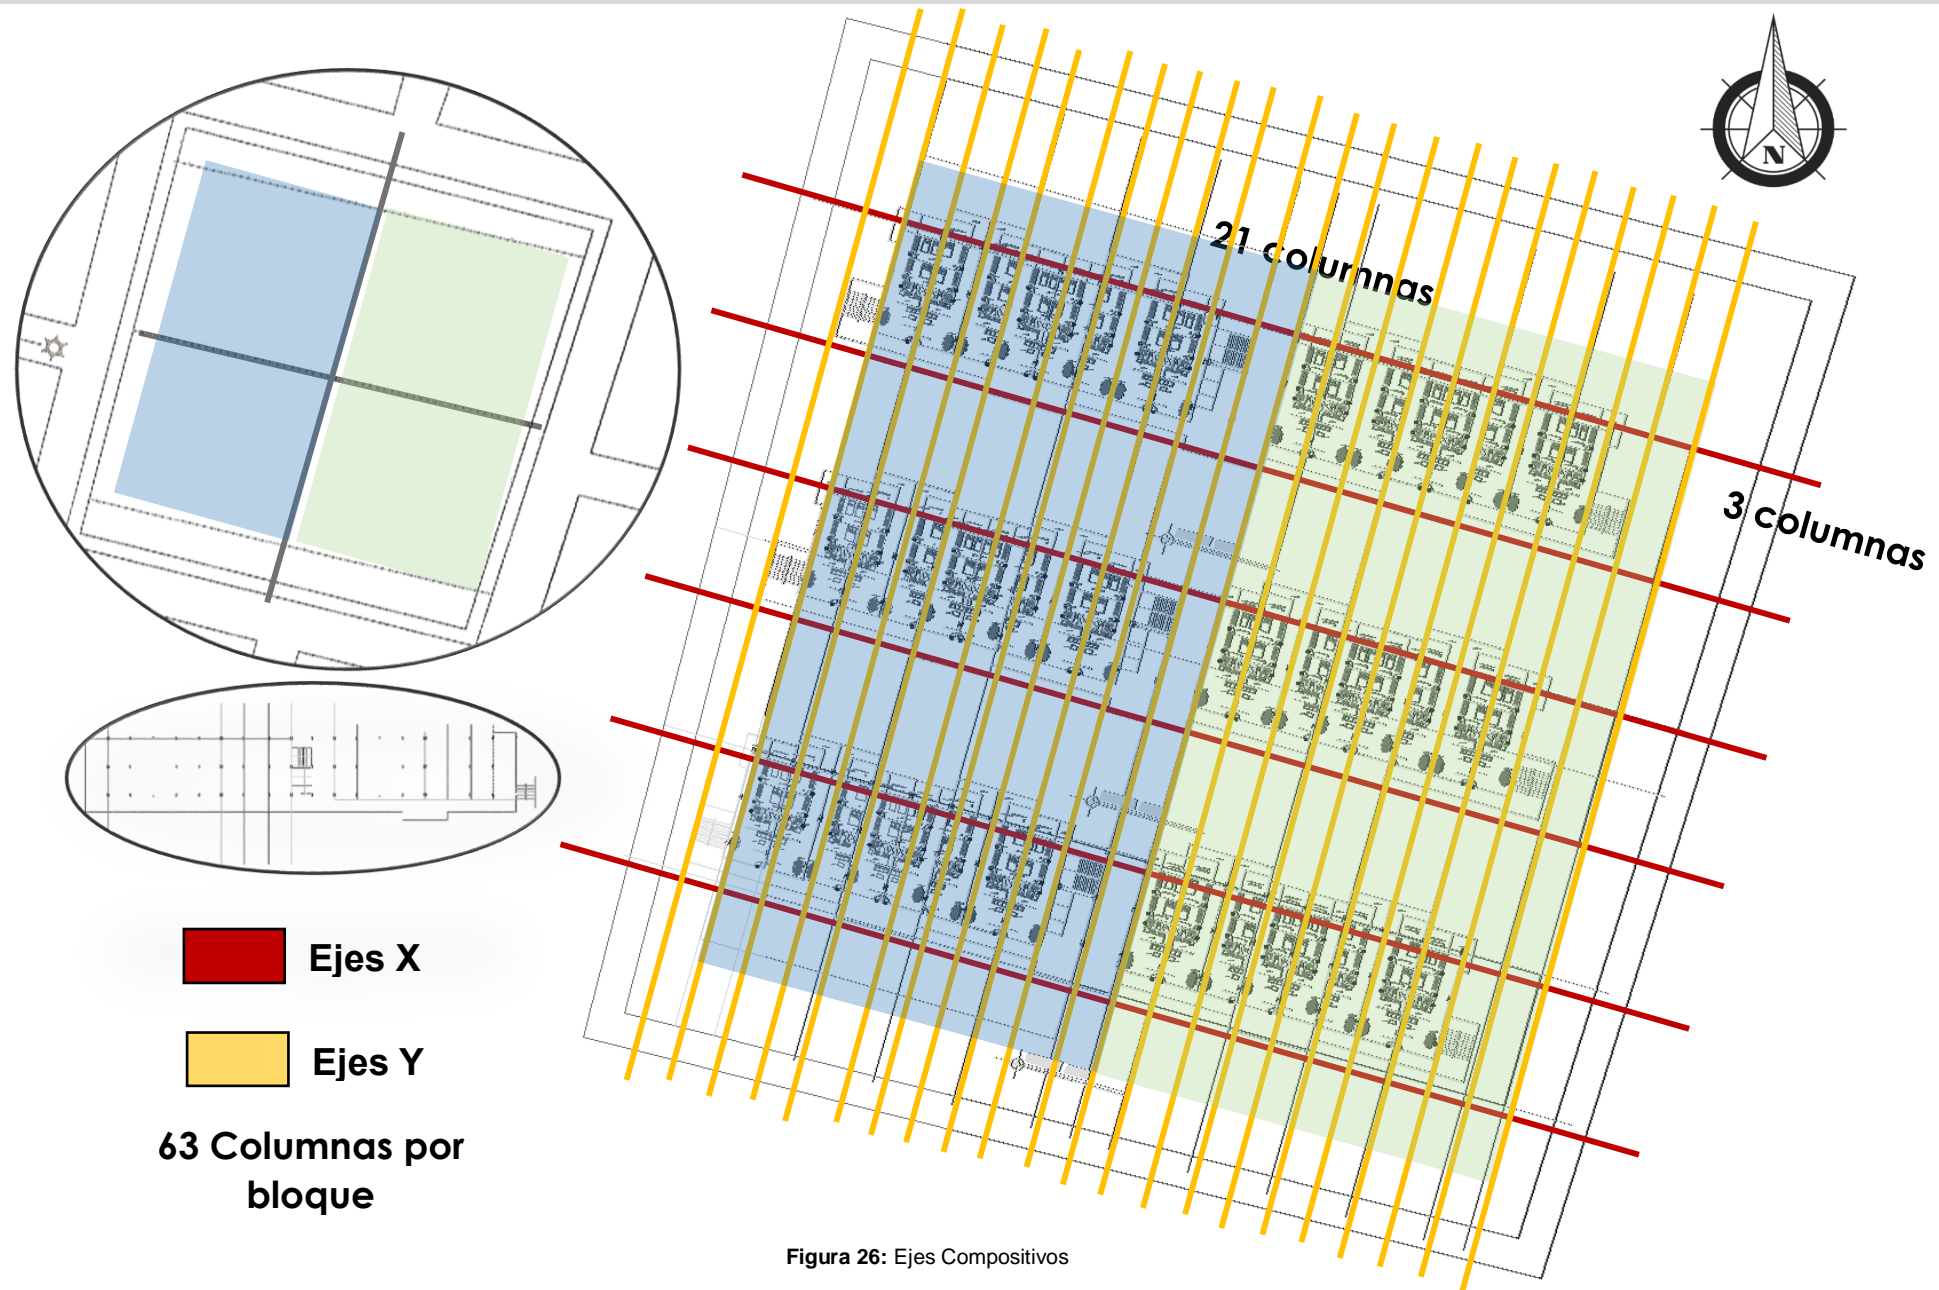 N
21 columnas
3 columnas
Ejes X
Ejes Y
63 Columnas por
bloque
Figura 26: Ejes Compositivos